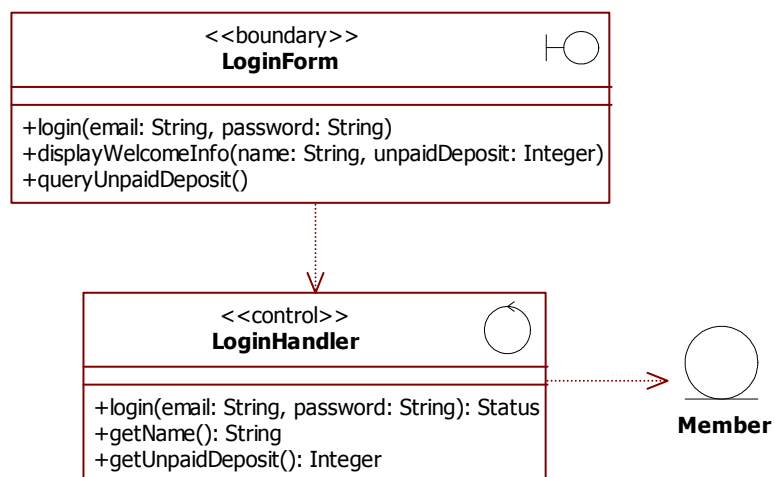 <<boundary>>
LoginForm
+login(email: String, password: String)
+displayWelcomeInfo(name: String, unpaidDeposit: Integer)
+queryUnpaidDeposit()
<<control>>
LoginHandler
+login(email: String, password: String): Status
+getName(): String
+getUnpaidDeposit(): Integer
Member